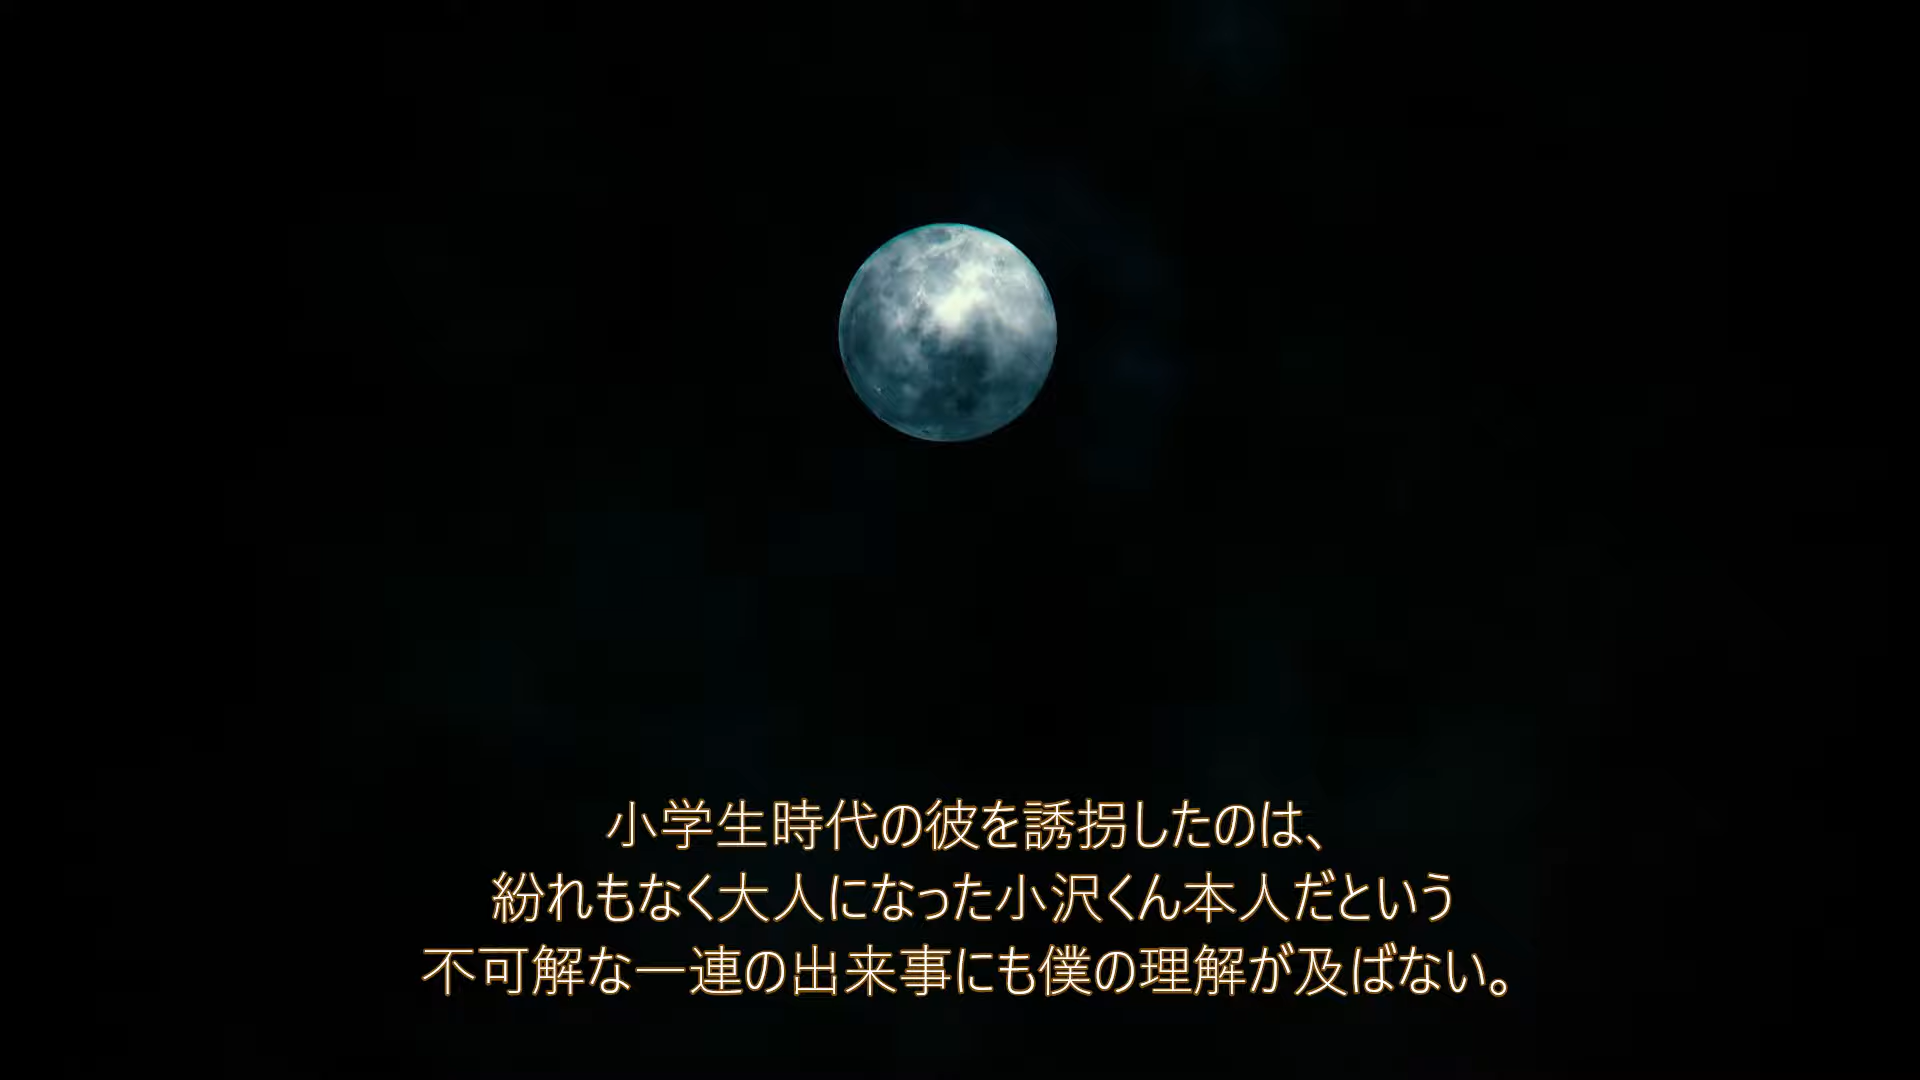 小学生時代の彼を誘拐したのは、
紛れもなく大人になった小沢くん本人だという
不可解な一連の出来事にも僕の理解が及ばない。